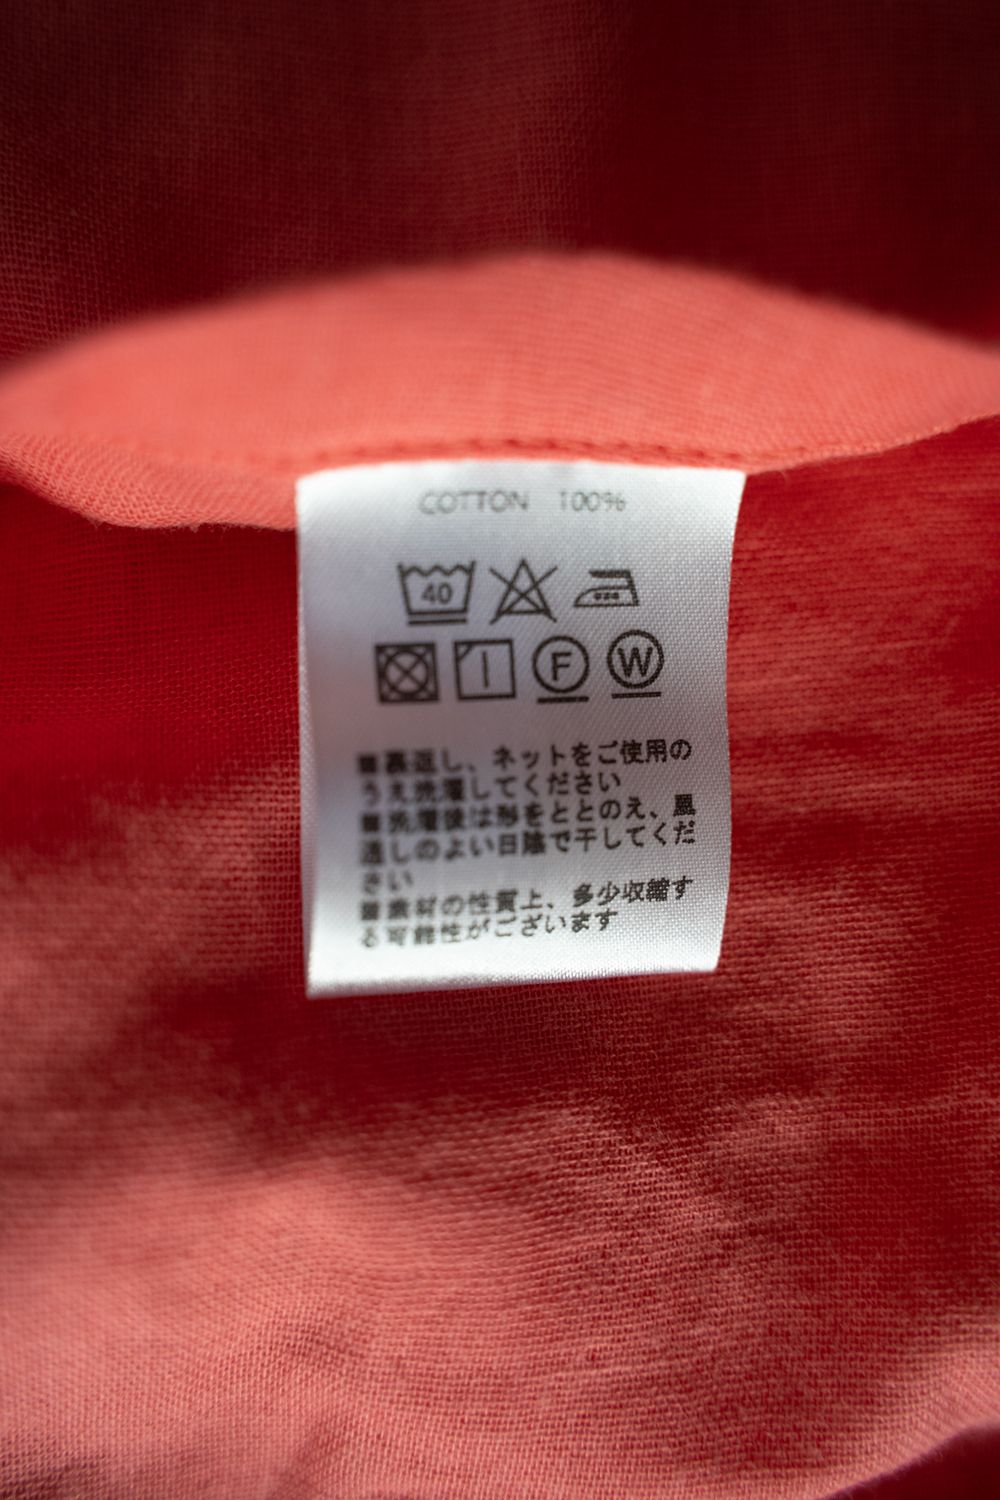 COTTON 100%
40
F W
■裏返し、ネットをご使用の
うえ洗濯してください
■洗濯後は形をととのえ、風
通しのよい日陰で干してくだ
さい
■素材の性質上、多少収縮す
る可能性がございます